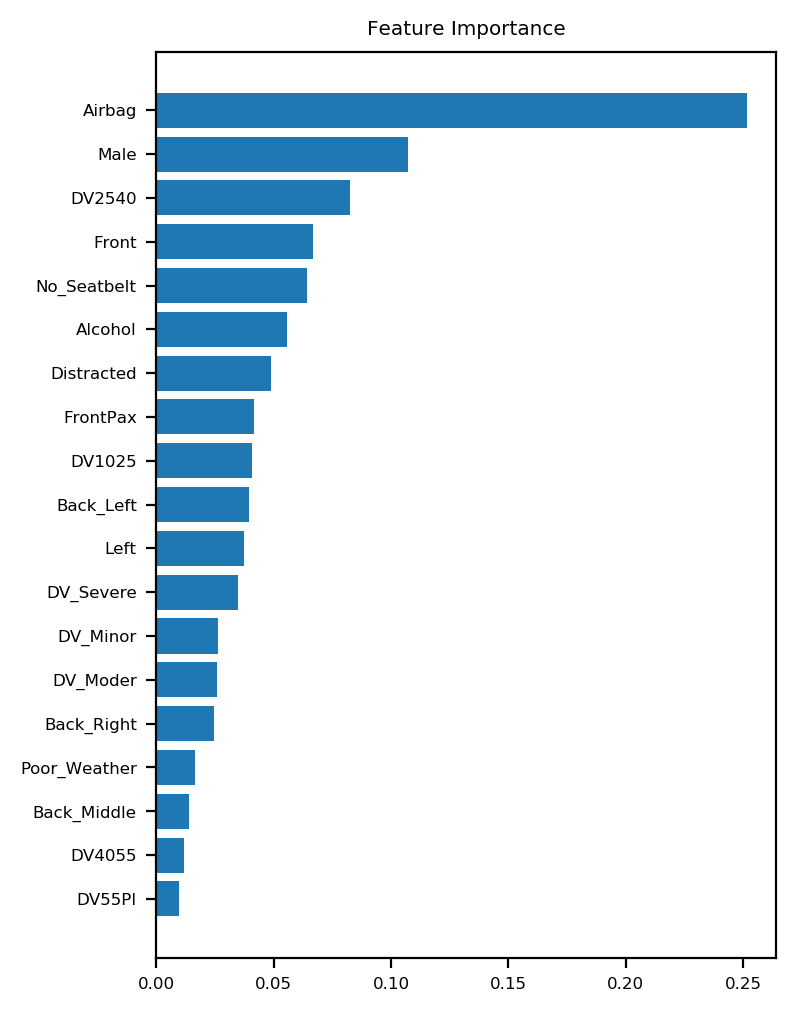 Feature Importance
Airbag
Male
DV2540
Front
No_Seatbelt
Alcohol
Distracted
FrontPax
DV1025
Back_Left
Left
DV_Severe
DV_Minor
DV_Moder
Back_Right
Poor_Weather
Back_Middle
DV4055
DV55Pl
0.00 0.05 0.10 0.15 0.20 0.25